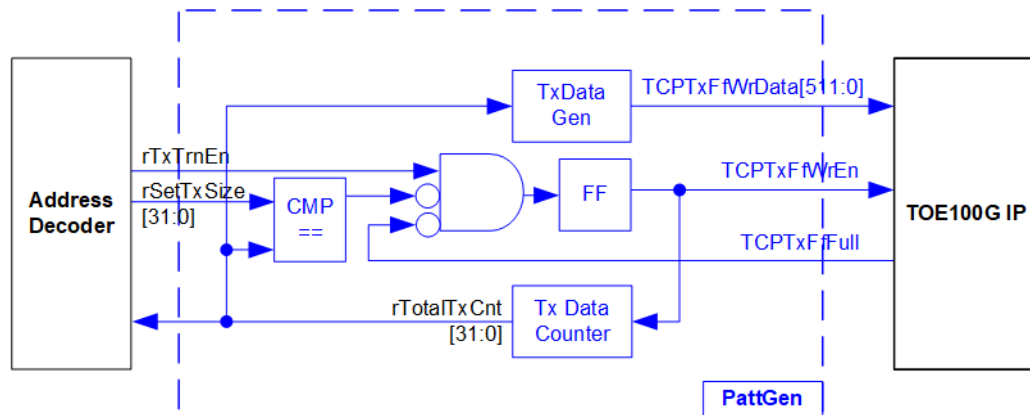 TxData
Gen
TCPTxFfWrData[511:0]
rTxTrnEn
rSetTxSize
[31:0]
CMP
==
FF
TCPTxFfWrEn
Address
Decoder
TOE100G IP
TCPTxFfFull
rTotalTxCnt
[31:0]
Tx Data
Counter
PattGen